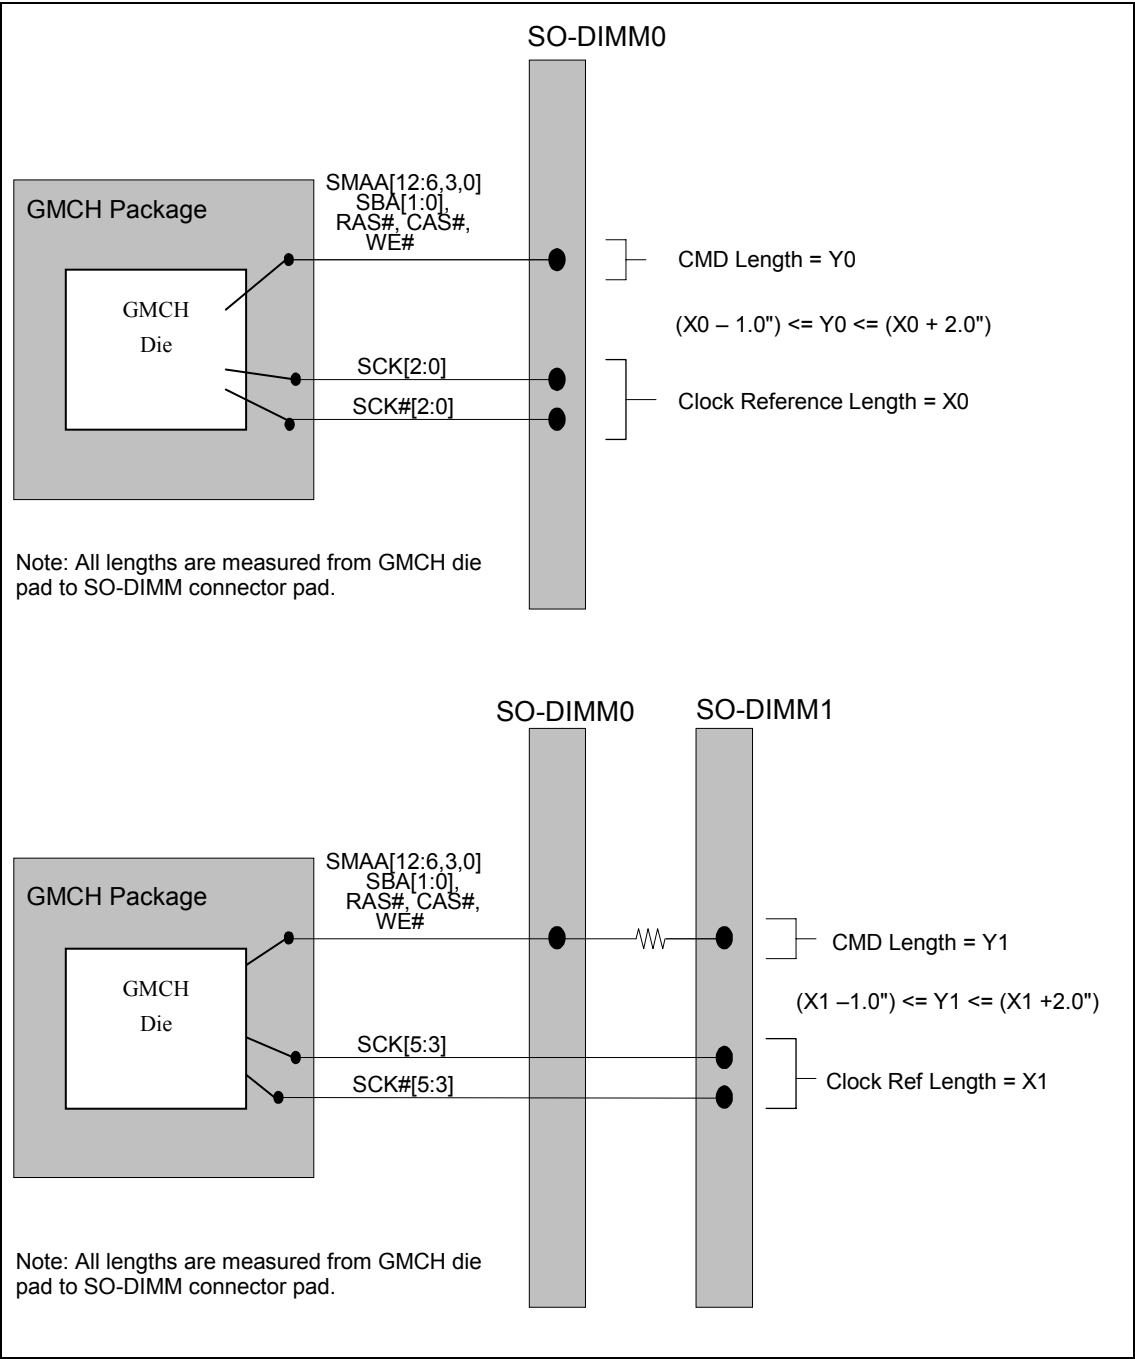 SO-DIMM0
SMAA[12:6,3,0]
SBA[1:0],
RAS#, CAS#,
WE#
GMCH Package
GMCH
Die
CMD Length = Y0
(X0 – 1.0") <= Y0 <= (X0 + 2.0")
SCK[2:0]
SCK#[2:0]
Clock Reference Length = X0
Note: All lengths are measured from GMCH die
pad to SO-DIMM connector pad.
SO-DIMM0
SO-DIMM1
SMAA[12:6,3,0]
SBA[1:0],
RAS#, CAS#,
WE#
GMCH Package
GMCH
Die
CMD Length = Y1
(X1 –1.0") <= Y1 <= (X1 +2.0")
SCK[5:3]
SCK#[5:3]
Clock Ref Length = X1
Note: All lengths are measured from GMCH die
pad to SO-DIMM connector pad.